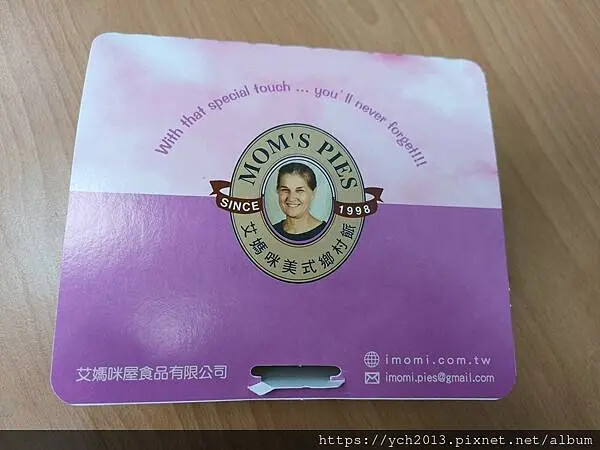 With that special touch ... you'll never forget!!!
MOM'S PIES
SINCE 1998
艾媽咪美式鄉村派
艾媽咪屋食品有限公司
imomi.com.tw
imomi.pies@gmail.com
https://ych2013.pixnet.net/album